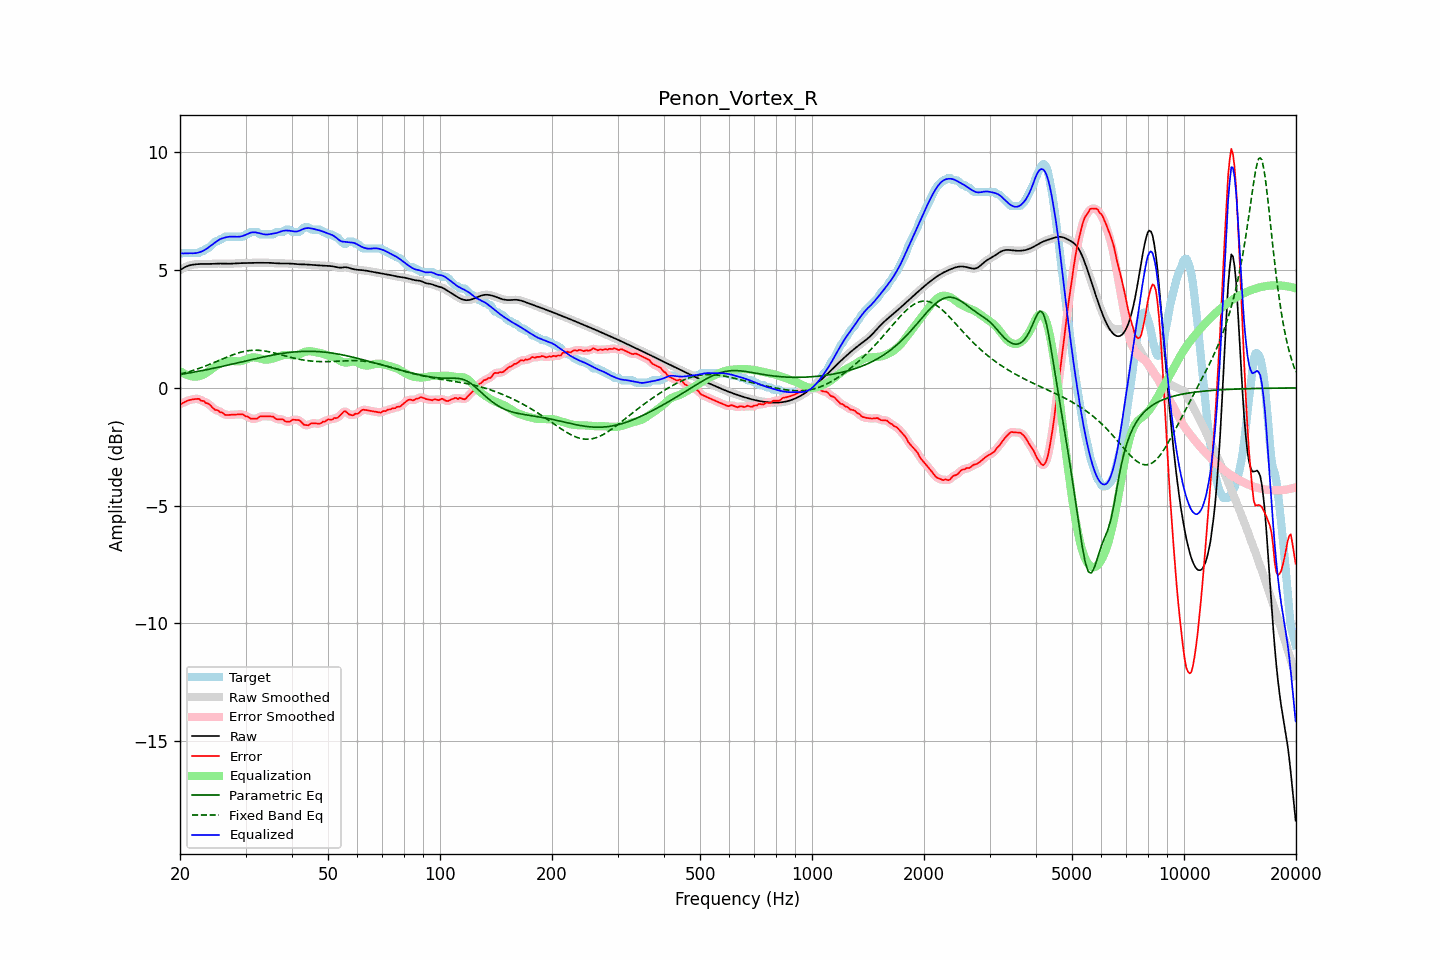 Penon_Vortex_R
10
5
0
−5
−10
−15
Amplitude (dBr)
Target
Raw Smoothed
Error Smoothed
Raw
Error
Equalization
Parametric Eq
Fixed Band Eq
Equalized
20 50 100 200 500 1000 2000 5000 10000 20000
Frequency (Hz)